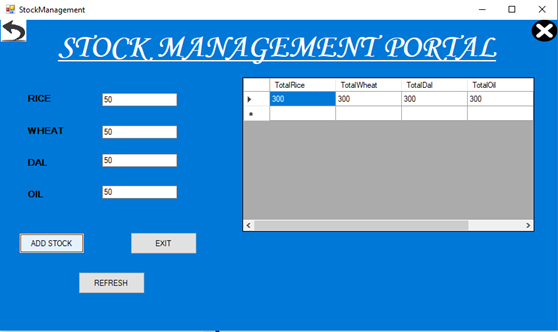 StockManagement
STOCK MANAGEMENT PORTAL
RICE 50
WHEAT 50
DAL 50
OIL 50
ADD STOCK EXIT
REFRESH
TotalRice TotalWheat TotalDal TotalOil
300 300 300 300